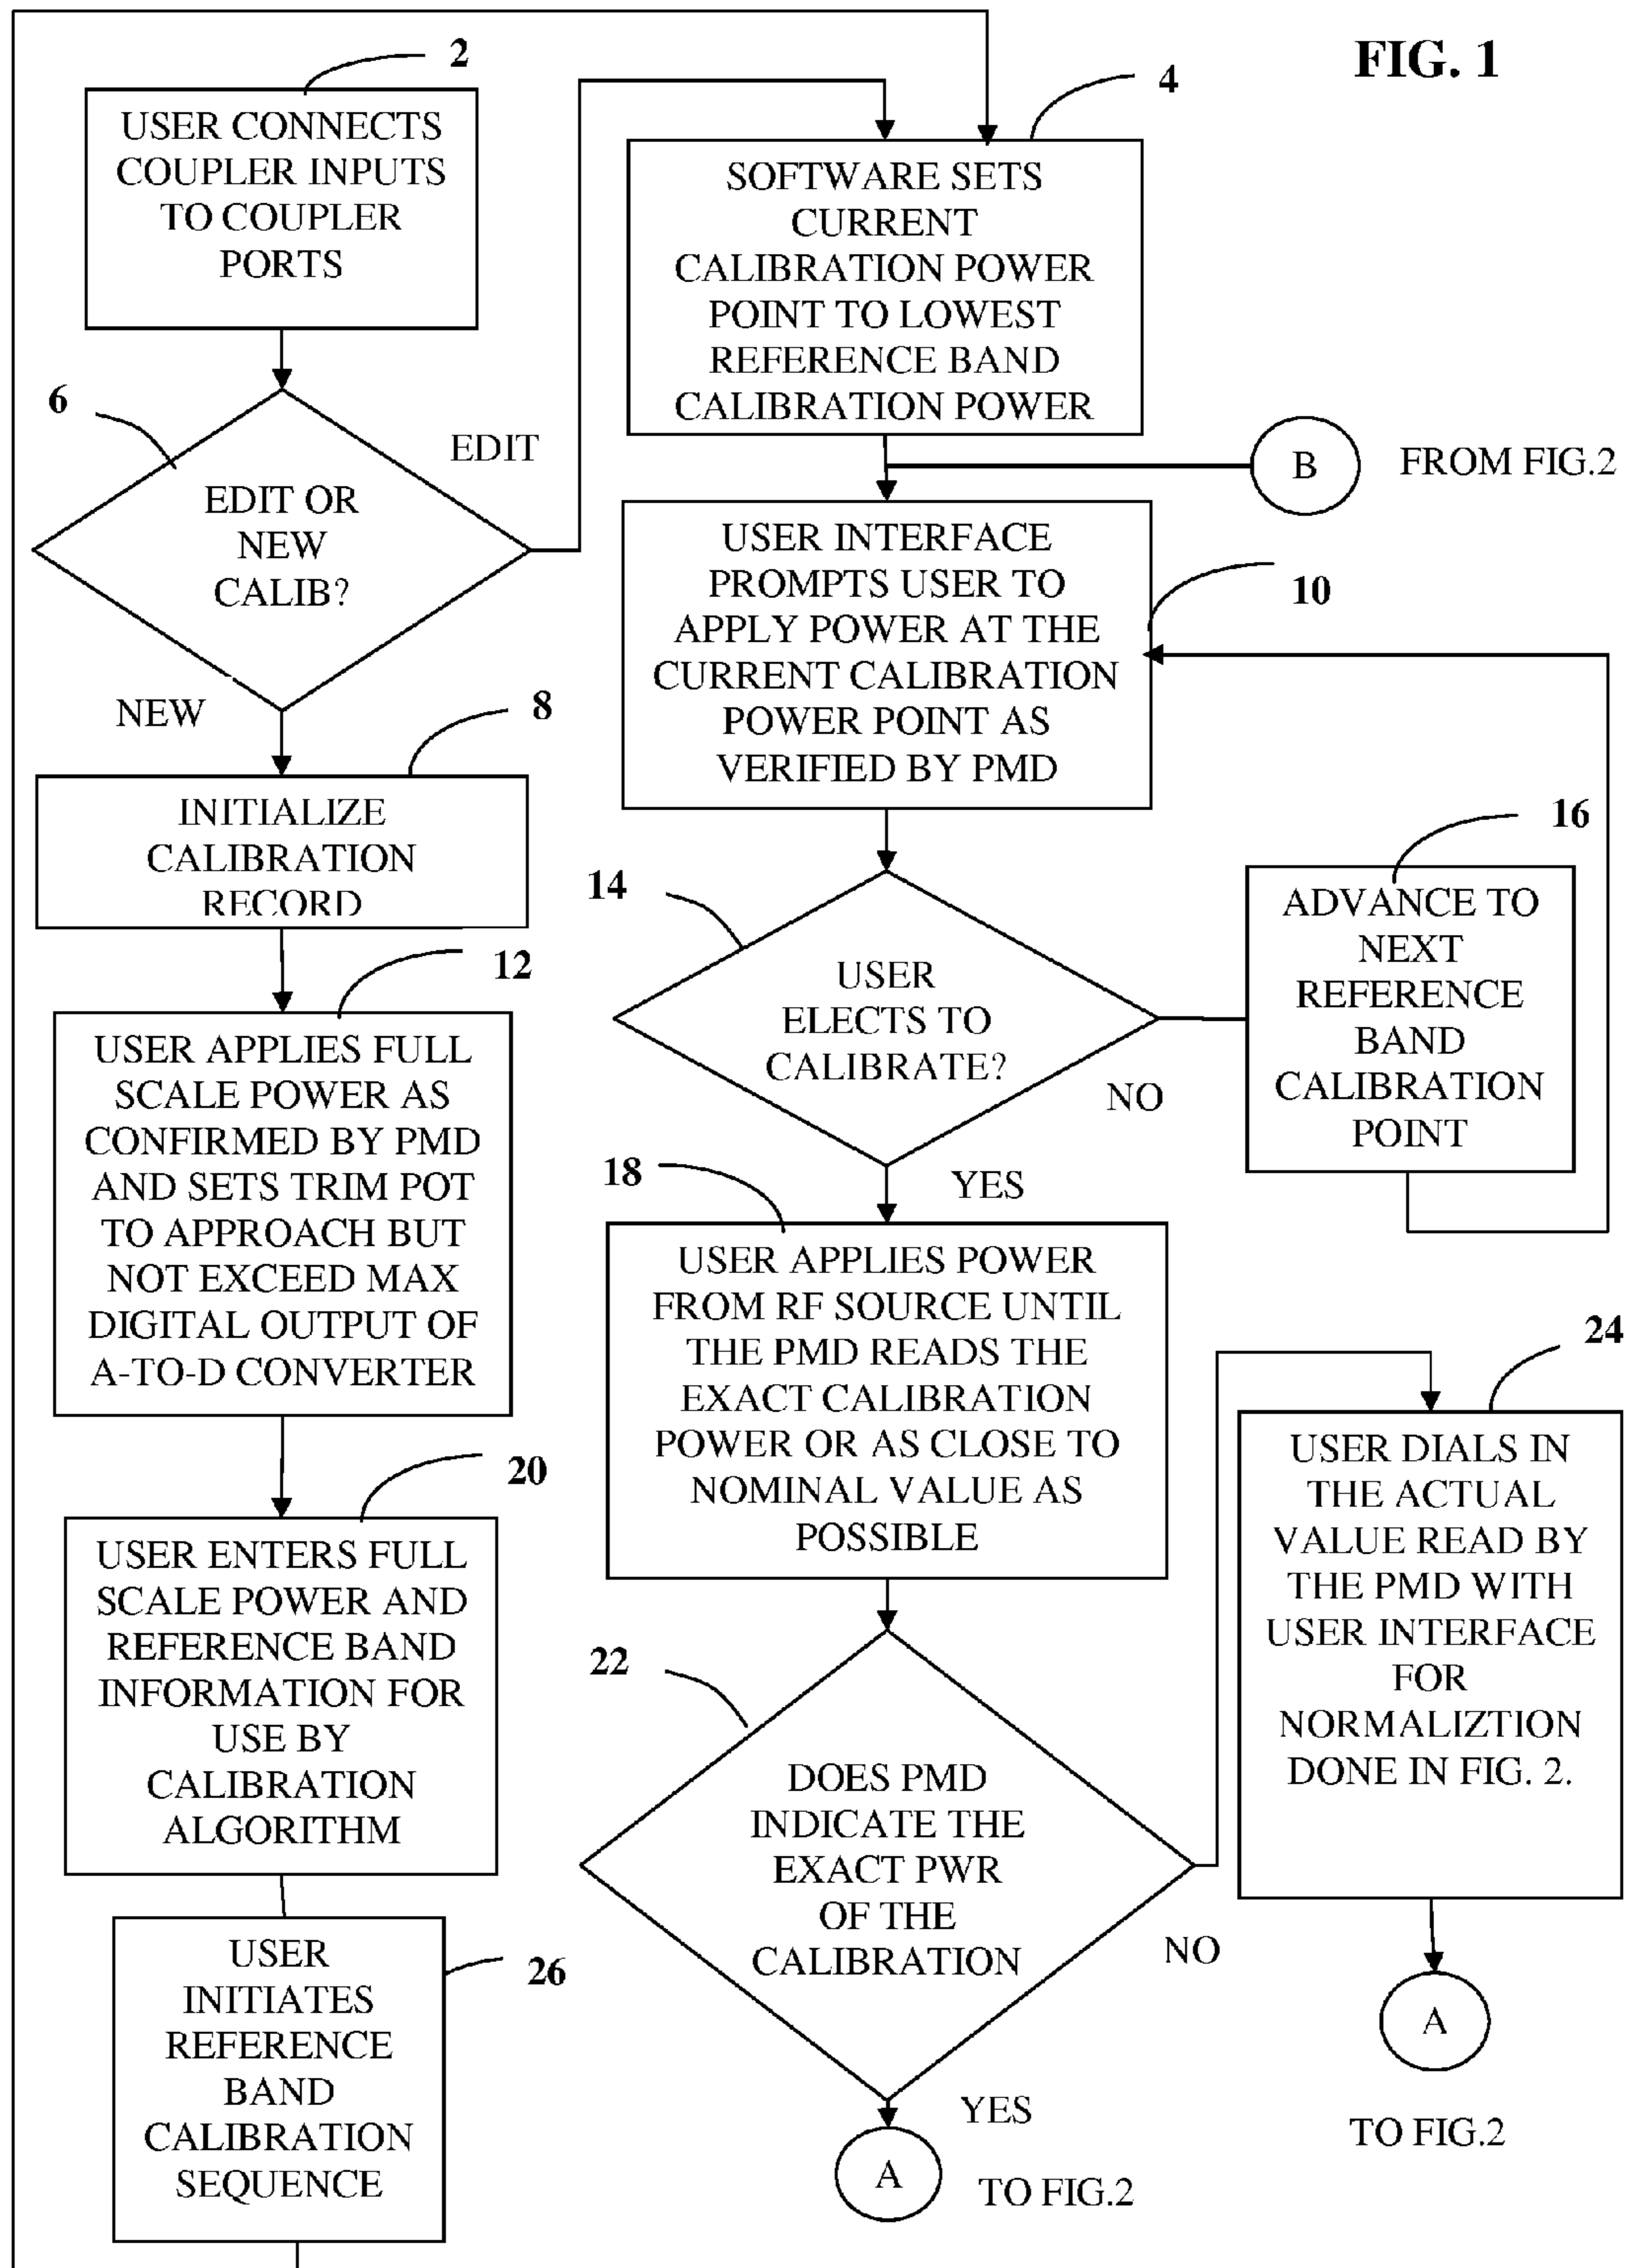 FIG. 1
2
USER CONNECTS
COUPLER INPUTS
TO COUPLER
PORTS
6
EDIT OR
NEW
CALIB?
EDIT
NEW
8
INITIALIZE
CALIBRATION
RECORD
12
USER APPLIES FULL
SCALE POWER AS
CONFIRMED BY PMD
AND SETS TRIM POT
TO APPROACH BUT
NOT EXCEED MAX
DIGITAL OUTPUT OF
A-TO-D CONVERTER
20
USER ENTERS FULL
SCALE POWER AND
REFERENCE BAND
INFORMATION FOR
USE BY
CALIBRATION
ALGORITHM
26
USER
INITIATES
REFERENCE
BAND
CALIBRATION
SEQUENCE
4
SOFTWARE SETS
CURRENT
CALIBRATION POWER
POINT TO LOWEST
REFERENCE BAND
CALIBRATION POWER
B
FROM FIG.2
10
USER INTERFACE
PROMPTS USER TO
APPLY POWER AT THE
CURRENT CALIBRATION
POWER POINT AS
VERIFIED BY PMD
14
USER
ELECTS TO
CALIBRATE?
NO
YES
16
ADVANCE TO
NEXT
REFERENCE
BAND
CALIBRATION
POINT
18
USER APPLIES POWER
FROM RF SOURCE UNTIL
THE PMD READS THE
EXACT CALIBRATION
POWER OR AS CLOSE TO
NOMINAL VALUE AS
POSSIBLE
22
DOES PMD
INDICATE THE
EXACT PWR
OF THE
CALIBRATION
NO
YES
A
TO FIG.2
24
USER DIALS IN
THE ACTUAL
VALUE READ BY
THE PMD WITH
USER INTERFACE
FOR
NORMALIZTION
DONE IN FIG. 2.
A
TO FIG.2